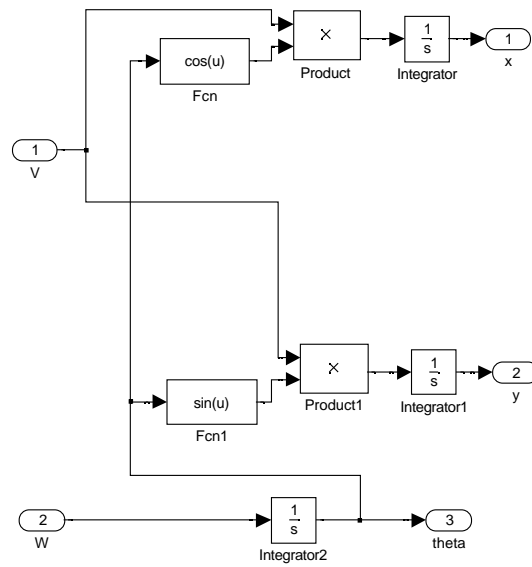 cos(u)
Fcn
×
Product
1
s
Integrator
1
x
1
V
sin(u)
Fcn1
×
Product1
1
s
Integrator1
2
y
2
W
1
s
Integrator2
3
theta